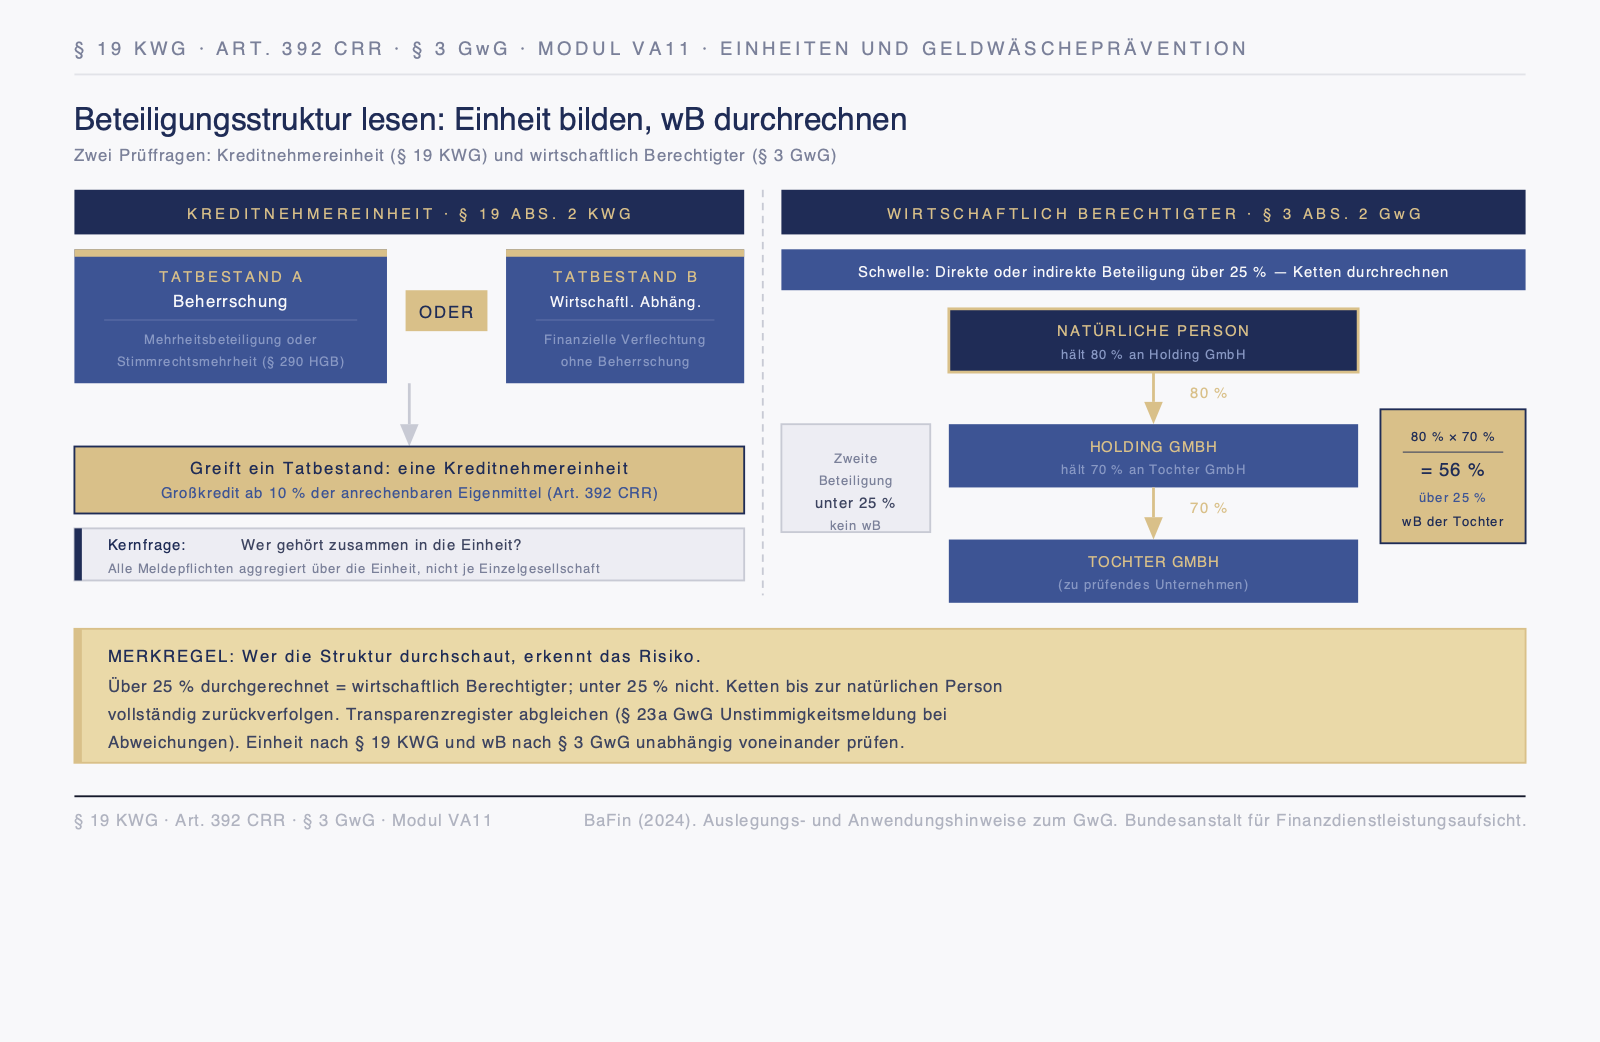 § 19 KWG · ART. 392 CRR · § 3 GwG · MODUL VA11 · EINHEITEN UND GELDWÄSCHEPRÄVENTION
Beteiligungsstruktur lesen: Einheit bilden, wB durchrechnen
Zwei Prüffragen: Kreditnehmereinheit (§ 19 KWG) und wirtschaftlich Berechtigter (§ 3 GwG)
KREDITNEHMEREINHEIT · § 19 ABS. 2 KWG
TATBESTAND A
Beherrschung
Mehrheitsbeteiligung oder
Stimmrechtsmehrheit (§ 290 HGB)
ODER
TATBESTAND B
Wirtschaftl. Abhäng.
Finanzielle Verflechtung
ohne Beherrschung
Greift ein Tatbestand: eine Kreditnehmereinheit
Großkredit ab 10 % der anrechenbaren Eigenmittel (Art. 392 CRR)
Kernfrage: Wer gehört zusammen in die Einheit?
Alle Meldepflichten aggregiert über die Einheit, nicht je Einzelgesellschaft
WIRTSCHAFTLICH BERECHTIGTER · § 3 ABS. 2 GwG
Schwelle: Direkte oder indirekte Beteiligung über 25 % — Ketten durchrechnen
NATÜRLICHE PERSON
hält 80 % an Holding GmbH
80 %
Zweite
Beteiligung
unter 25 %
kein wB
HOLDING GMBH
hält 70 % an Tochter GmbH
70 %
TOCHTER GMBH
(zu prüfendes Unternehmen)
80 % × 70 %
= 56 %
über 25 %
wB der Tochter
MERKREGEL: Wer die Struktur durchschaut, erkennt das Risiko.
Über 25 % durchgerechnet = wirtschaftlich Berechtigter; unter 25 % nicht. Ketten bis zur natürlichen Person
vollständig zurückverfolgen. Transparenzregister abgleichen (§ 23a GwG Unstimmigkeitsmeldung bei
Abweichungen). Einheit nach § 19 KWG und wB nach § 3 GwG unabhängig voneinander prüfen.
§ 19 KWG · Art. 392 CRR · § 3 GwG · Modul VA11
BaFin (2024). Auslegungs- und Anwendungshinweise zum GwG. Bundesanstalt für Finanzdienstleistungsaufsicht.